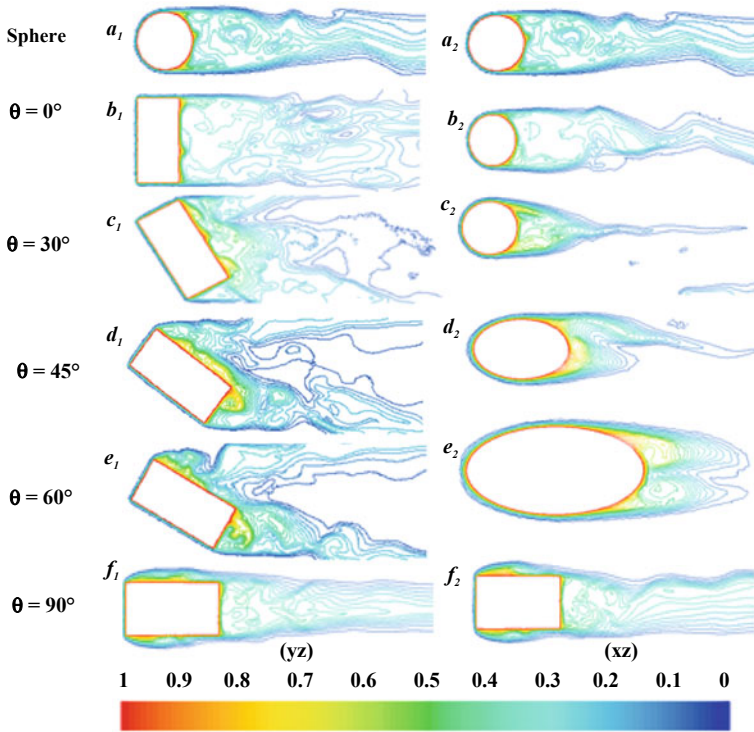 Sphere a₁ a₂
θ = 0° b₁ b₂
θ = 30° c₁ c₂
θ = 45° d₁ d₂
θ = 60° e₁ e₂
θ = 90° f₁ f₂
(yz) (xz)
1 0.9 0.8 0.7 0.6 0.5 0.4 0.3 0.2 0.1 0